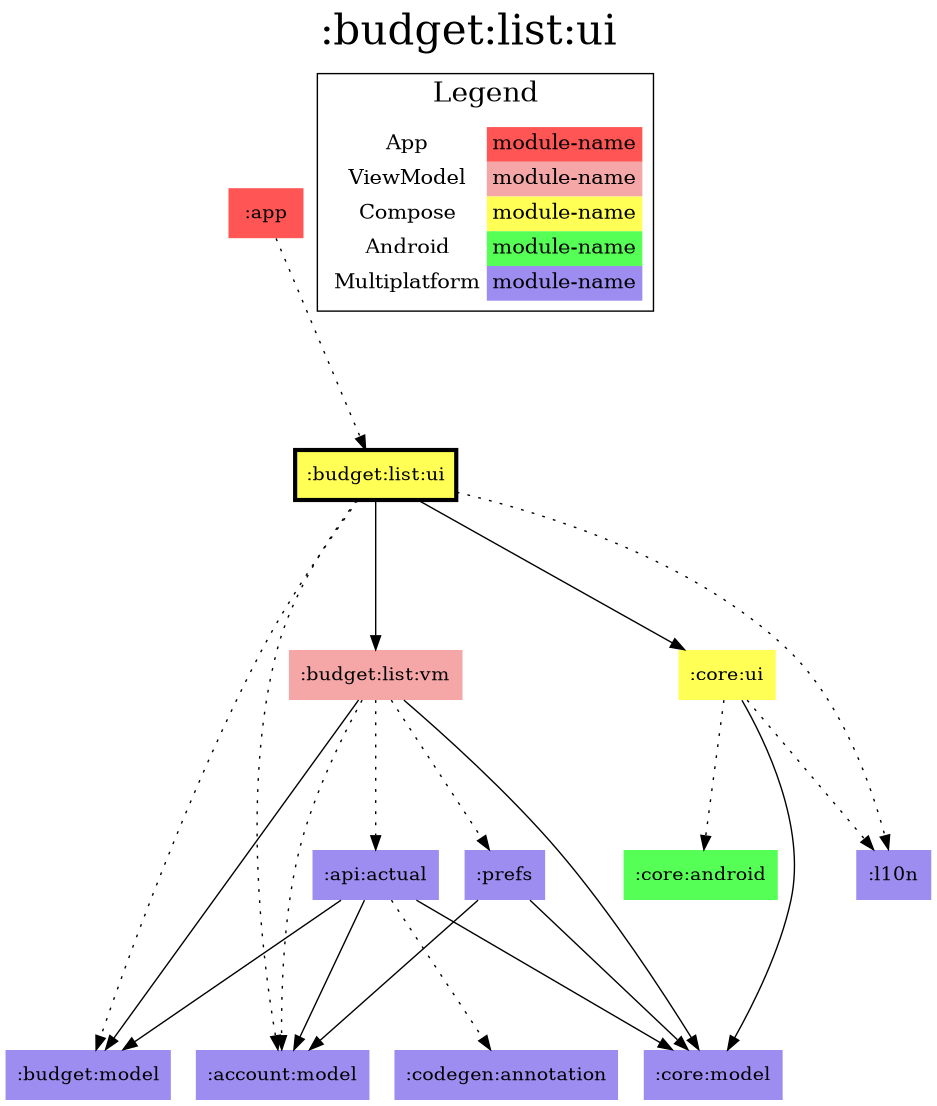 :budget:list:ui
Legend
App module-name
ViewModel module-name
Compose module-name
Android module-name
Multiplatform module-name
:app
:budget:list:ui
:budget:list:vm
:core:ui
:api:actual
:prefs
:core:android
:l10n
:budget:model
:account:model
:codegen:annotation
:core:model